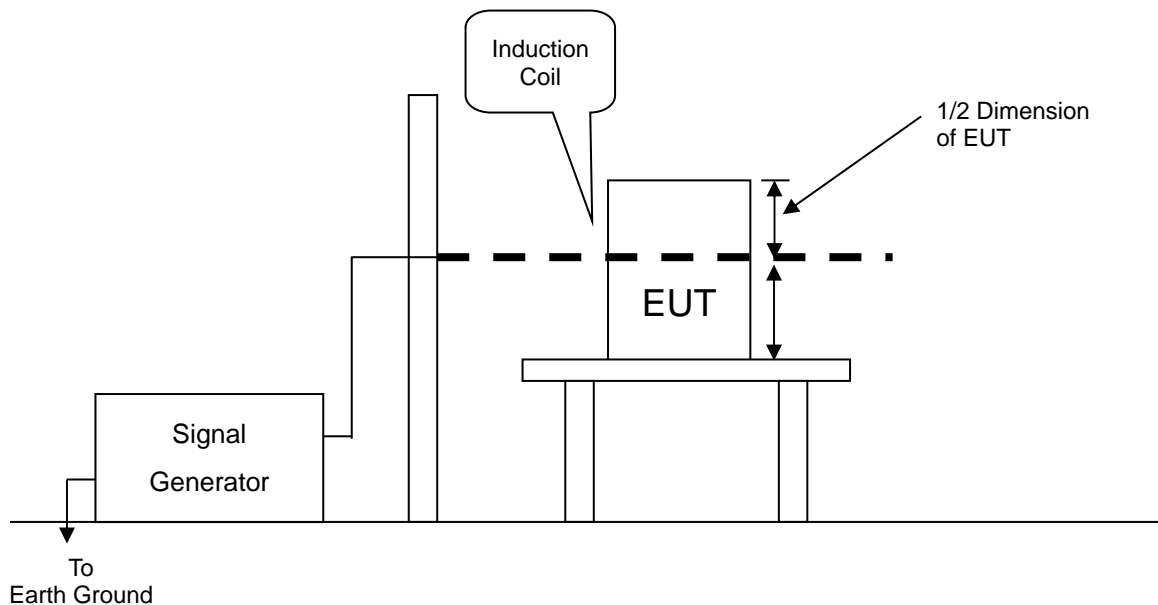 Induction
Coil
1/2 Dimension
of EUT
EUT
Signal
Generator
To
Earth Ground